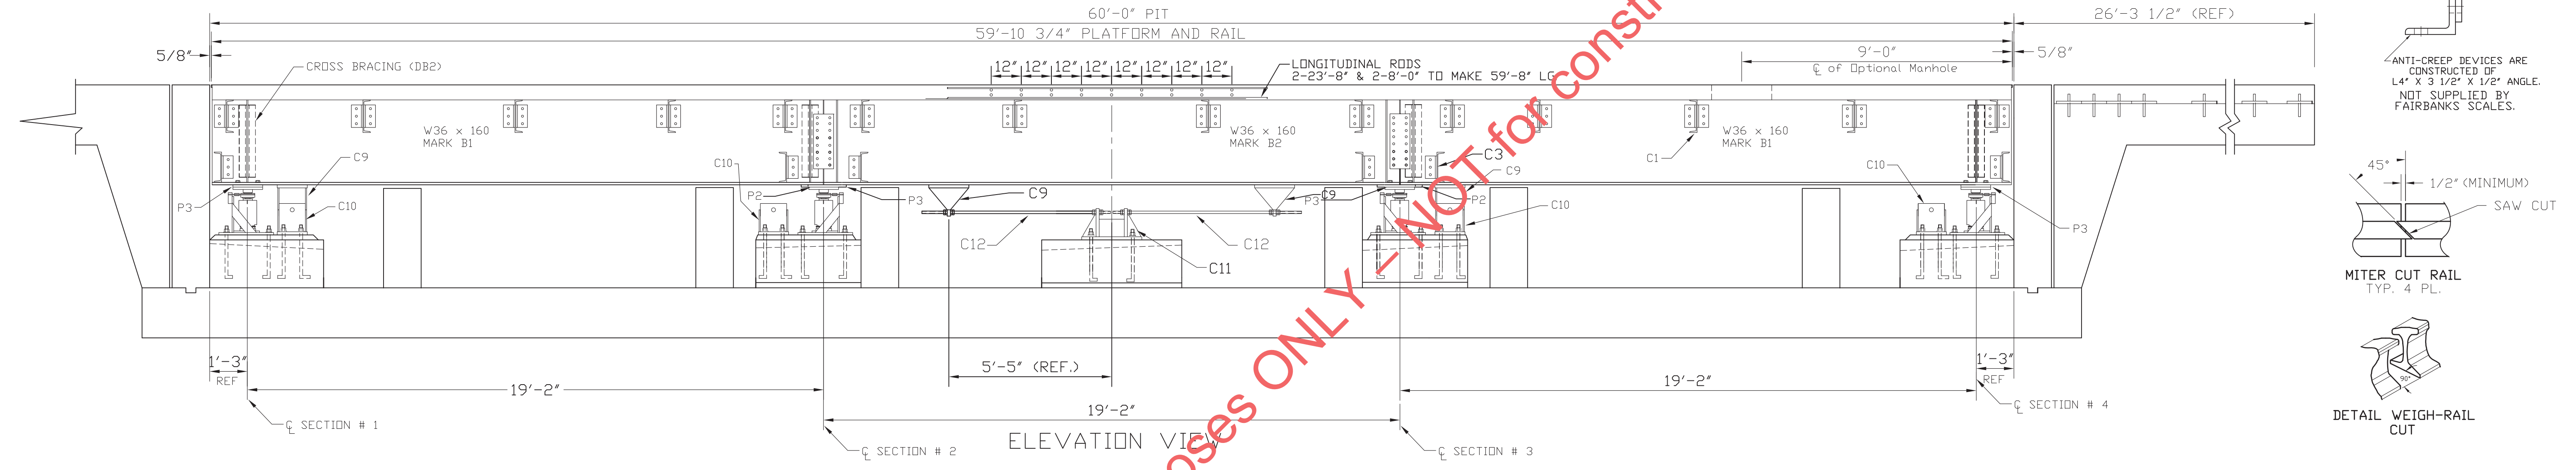 60'-0" PIT
26'-3 1/2" (REF)
59'-10 3/4" PLATFORM AND RAIL
5/8"
CROSS BRACING (DB2)
12" 12" 12" 12" 12" 12" 12" 12"
LONGITUDINAL RODS
2-23'-8" & 2-8'-0" TO MAKE 59'-8" LG
9'-0"
℄ of Optional Manhole
5/8"
ANTI-CREEP DEVICES ARE
CONSTRUCTED OF
L4" X 3 1/2" X 1/2" ANGLE.
NOT SUPPLIED BY
FAIRBANKS SCALES.
W36 × 160
MARK B1
W36 × 160
MARK B2
W36 × 160
MARK B1
C9
C10
C3
C1
C9
C10
P3
C10
P2
P3
C9
C9
P3
P2
C10
P3
C12
C12
C11
45°
1/2" (MINIMUM)
SAW CUT
MITER CUT RAIL
TYP. 4 PL.
1'-3"
REF
19'-2"
5'-5" (REF.)
19'-2"
19'-2"
1'-3"
REF
90°
DETAIL WEIGH-RAIL
CUT
℄ SECTION # 1
℄ SECTION # 2
℄ SECTION # 3
℄ SECTION # 4
ELEVATION VIEW
oses ONLY - NOT for constr